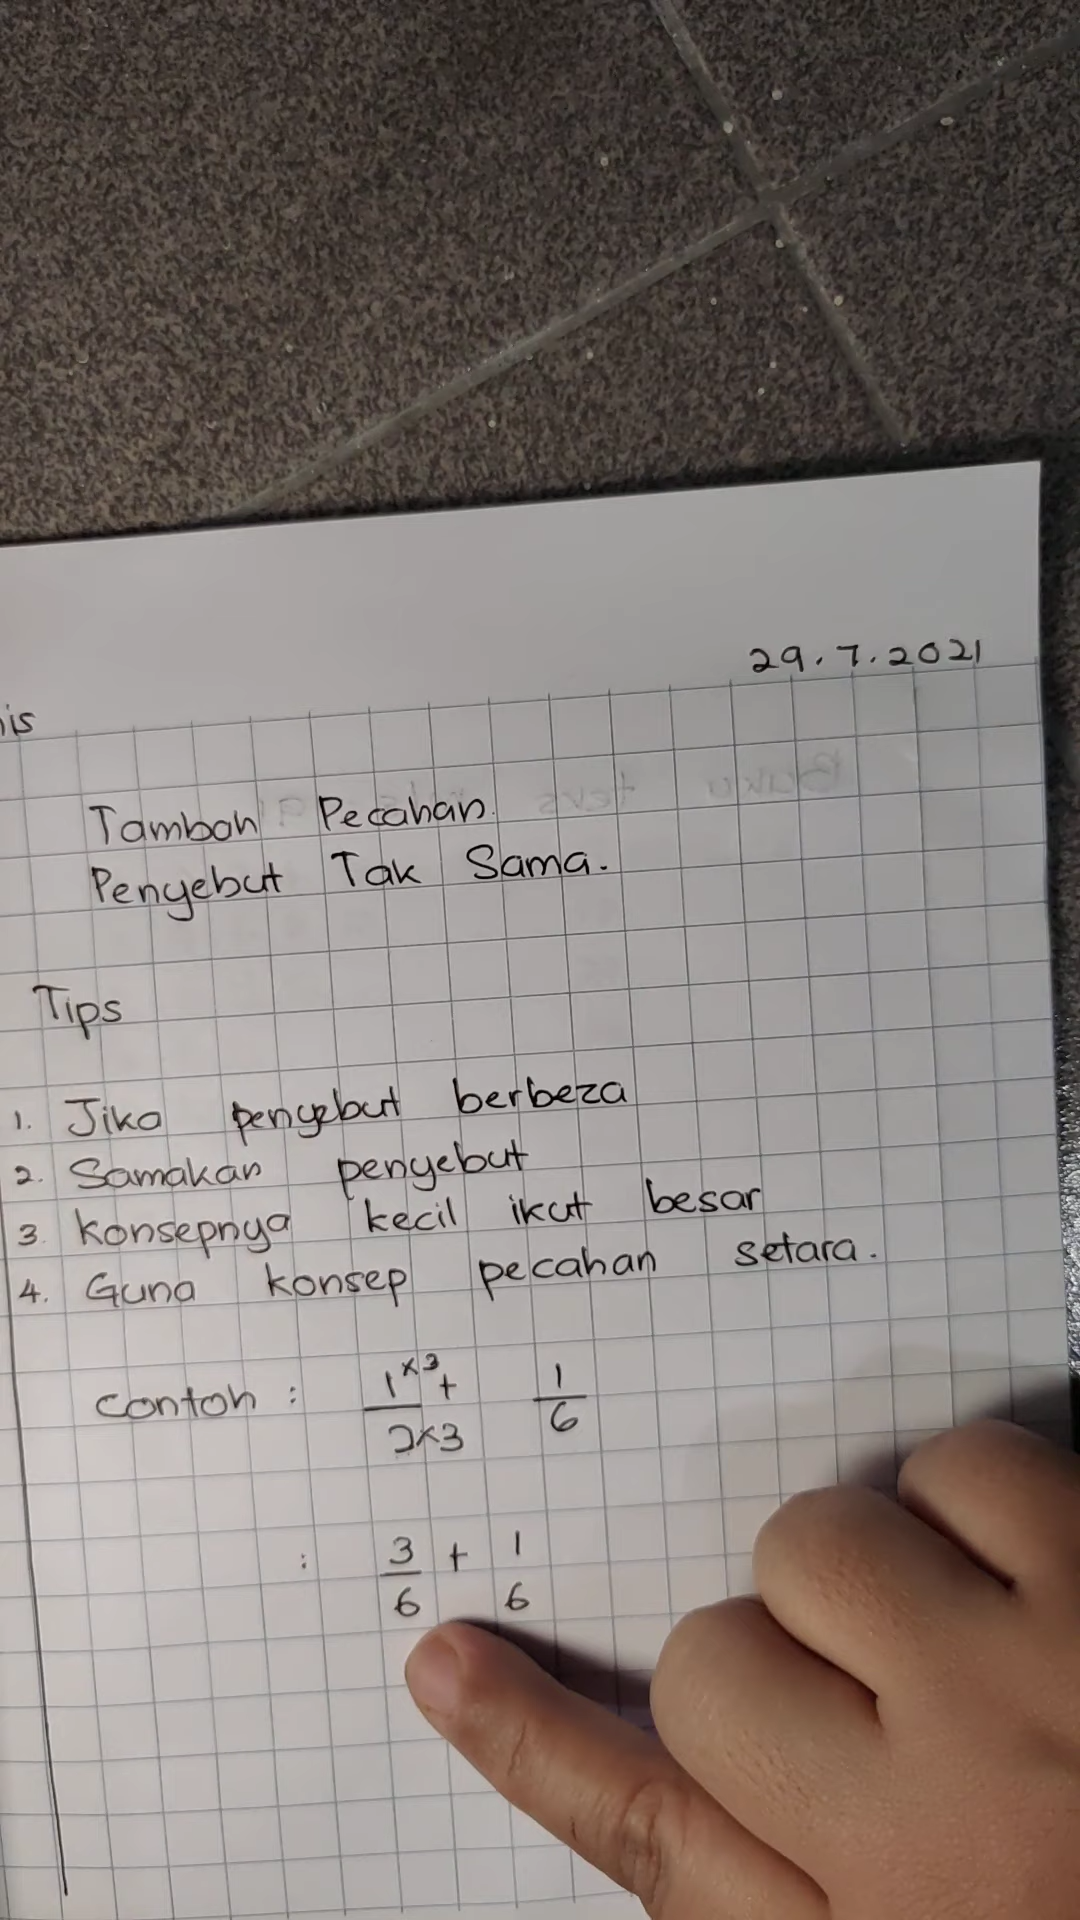 29.7.2021
is
Tambah Pecahan.
Penyebut Tak Sama.
Tips
1. Jika penyebut berbeza
2. Samakan penyebut
3. Konsepnya kecil ikut besar
4. Guna konsep pecahan setara.
Contoh : 1×3/2×3 + 1/6
: 3/6 + 1/6